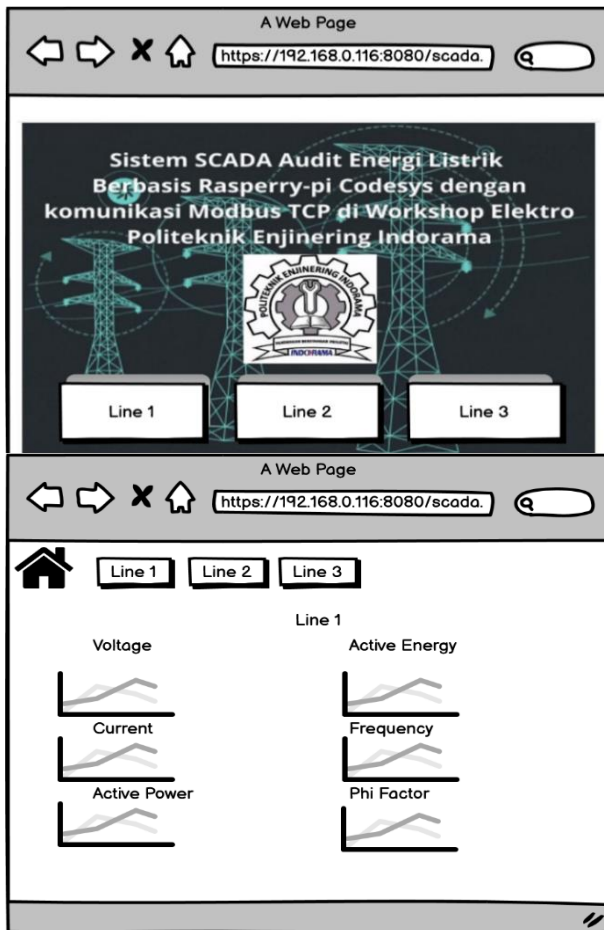 A Web Page
https://192.168.0.116:8080/scada.
Sistem SCADA Audit Energi Listrik
Berbasis Rasperry-pi Codesys dengan
komunikasi Modbus TCP di Workshop Elektro
Politeknik Enjinering Indorama
POLITEKNIK ENJINERING INDORAMA
INDORAMA
Line 1
Line 2
Line 3
A Web Page
https://192.168.0.116:8080/scada.
Line 1
Line 2
Line 3
Line 1
Voltage
Active Energy
Current
Frequency
Active Power
Phi Factor